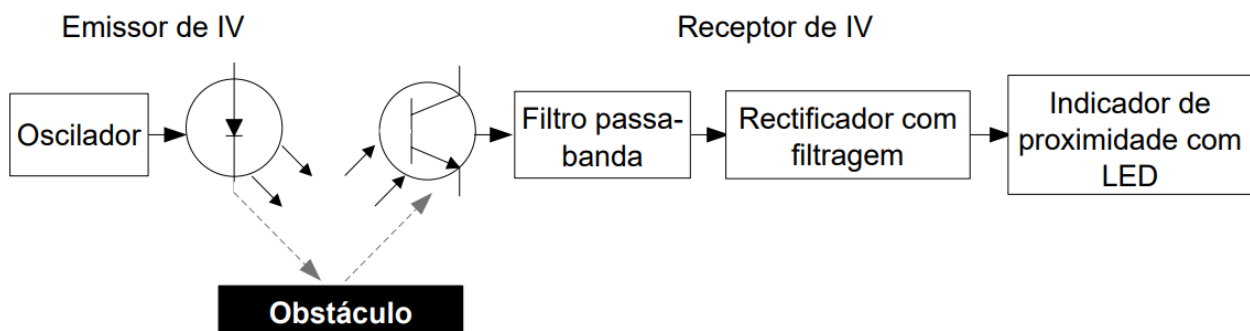 Emissor de IV
Receptor de IV
Oscilador
Filtro passa-
banda
Rectificador com
filtragem
Indicador de
proximidade com
LED
Obstáculo